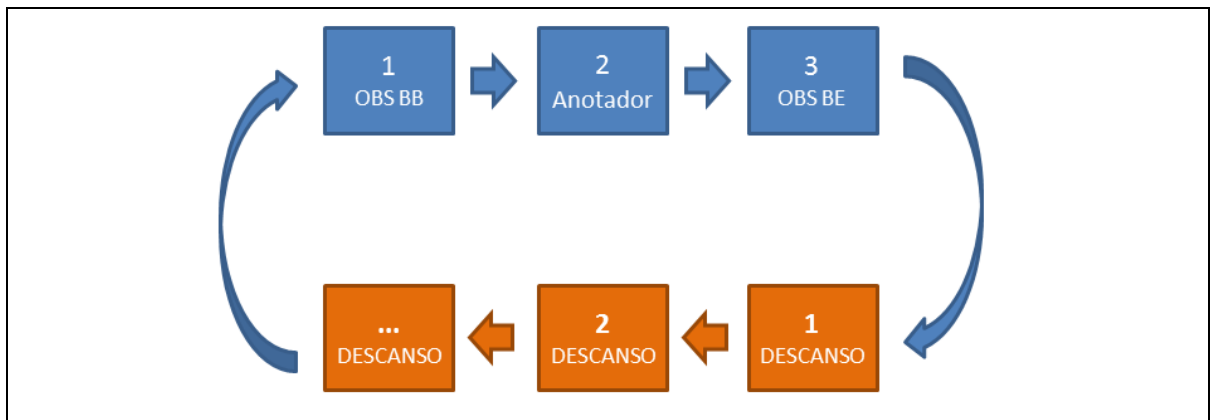 1
OBS BB
2
Anotador
3
OBS BE
...
DESCANSO
2
DESCANSO
1
DESCANSO